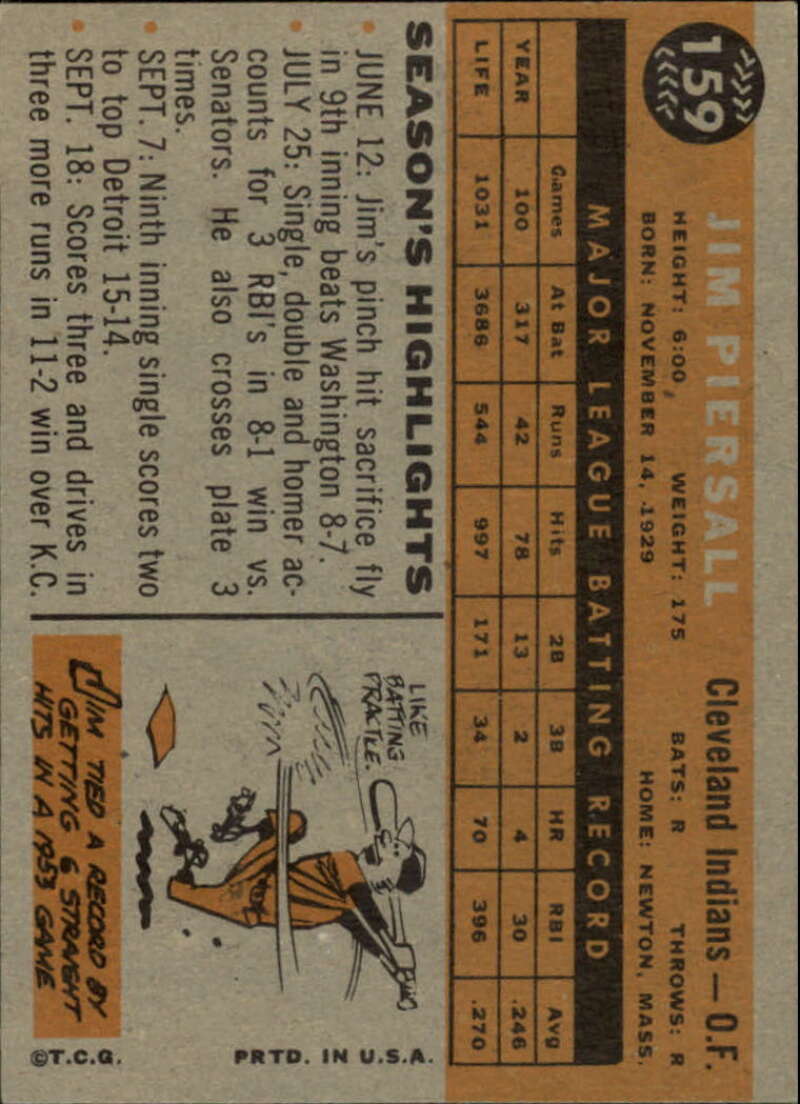 159
JIM PIERSALL Cleveland Indians — O.F.
HEIGHT: 6:00 WEIGHT: 175 BATS: R THROWS: R
BORN: NOVEMBER 14, 1929 HOME: NEWTON, MASS.
MAJOR LEAGUE BATTING RECORD
Games At Bat Runs Hits 2B 3B HR RBI Avg
YEAR 100 317 42 78 13 2 4 30 .246
LIFE 1031 3686 544 997 171 34 70 396 .270
SEASON'S HIGHLIGHTS
• JUNE 12: Jim's pinch hit sacrifice fly
in 9th inning beats Washington 8-7.
• JULY 25: Single, double and homer ac-
counts for 3 RBI's in 8-1 win vs.
Senators. He also crosses plate 3
times.
• SEPT. 7: Ninth inning single scores two
to top Detroit 15-14.
• SEPT. 18: Scores three and drives in
three more runs in 11-2 win over K.C.
LIKE
BATTING
PRACTICE.
JIM TIED A RECORD BY
GETTING 6 STRAIGHT
HITS IN A 1953 GAME
©T.C.G. PRTD. IN U.S.A.